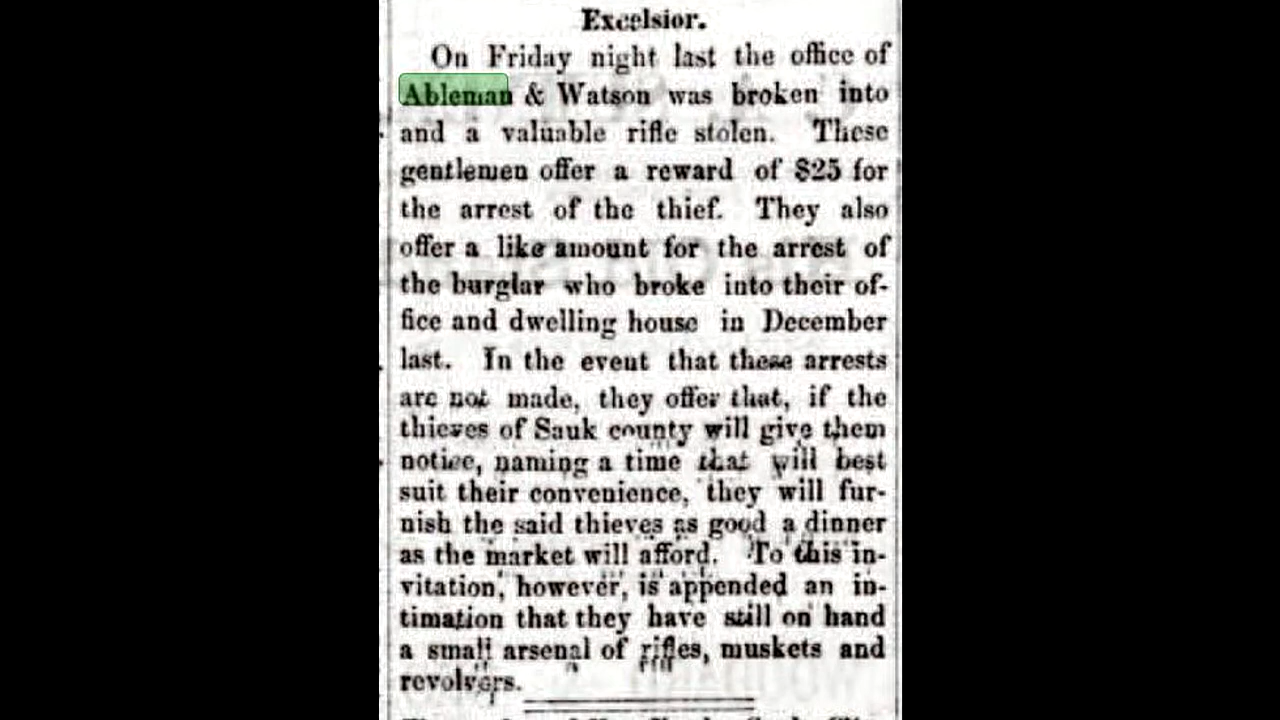 Excelsior.
On Friday night last the office of
Ableman & Watson was broken into
and a valuable rifle stolen. These
gentlemen offer a reward of $25 for
the arrest of the thief. They also
offer a like amount for the arrest of
the burglar who broke into their of-
fice and dwelling house in December
last. In the event that these arrests
are not made, they offer that, if the
thieves of Sauk county will give them
notice, naming a time that will best
suit their convenience, they will fur-
nish the said thieves as good a dinner
as the market will afford. To this in-
vitation, however, is appended an in-
timation that they have still on hand
a small arsenal of rifles, muskets and
revolvers.